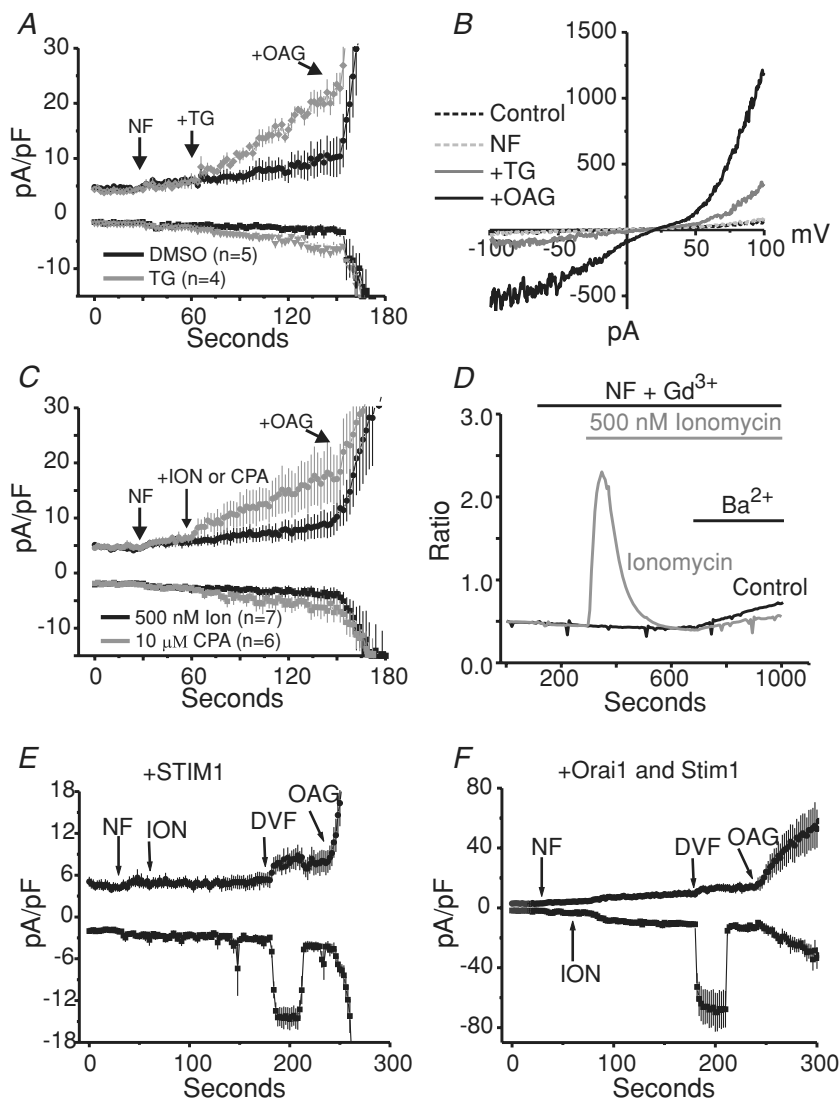 A
30
20
10
0
-10
pA/pF
NF
+TG
+OAG
DMSO (n=5)
TG (n=4)
0 60 120 180
Seconds
B
1500
1000
500
-500
Control
NF
+TG
+OAG
-100 -50 0 50 100 mV
pA
C
30
20
10
0
-10
pA/pF
NF
+ION or CPA
+OAG
500 nM Ion (n=7)
10 µM CPA (n=6)
0 60 120 180
Seconds
D
NF + Gd3+
500 nM Ionomycin
Ba2+
3.0
2.0
1.0
0.0
Ratio
Ionomycin
Control
200 600 1000
Seconds
E
+STIM1
18
12
6
0
-6
-12
-18
pA/pF
NF
ION
DVF
OAG
0 100 200 300
Seconds
F
+Orai1 and Stim1
80
40
0
-40
-80
pA/pF
NF
ION
DVF
OAG
0 100 200 300
Seconds